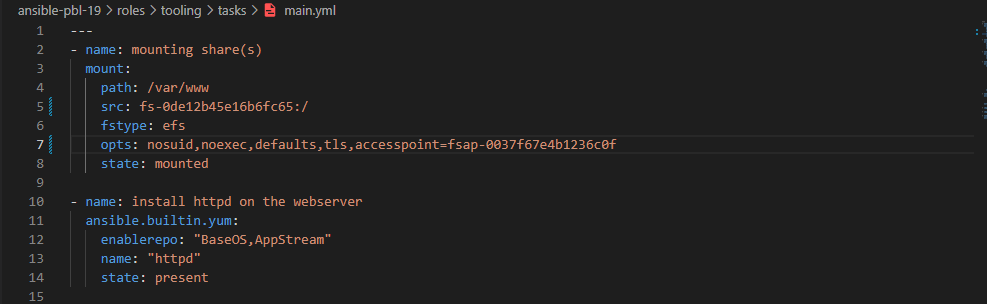 ansible-pbl-19 > roles > tooling > tasks > main.yml
1 ---
2 - name: mounting share(s)
3 mount:
4 path: /var/www
5 src: fs-0de12b45e16b6fc65:/
6 fstype: efs
7 opts: nosuid,noexec,defaults,tls,accesspoint=fsap-0037f67e4b1236c0f
8 state: mounted
9
10 - name: install httpd on the webserver
11 ansible.builtin.yum:
12 enablerepo: "BaseOS,AppStream"
13 name: "httpd"
14 state: present
15